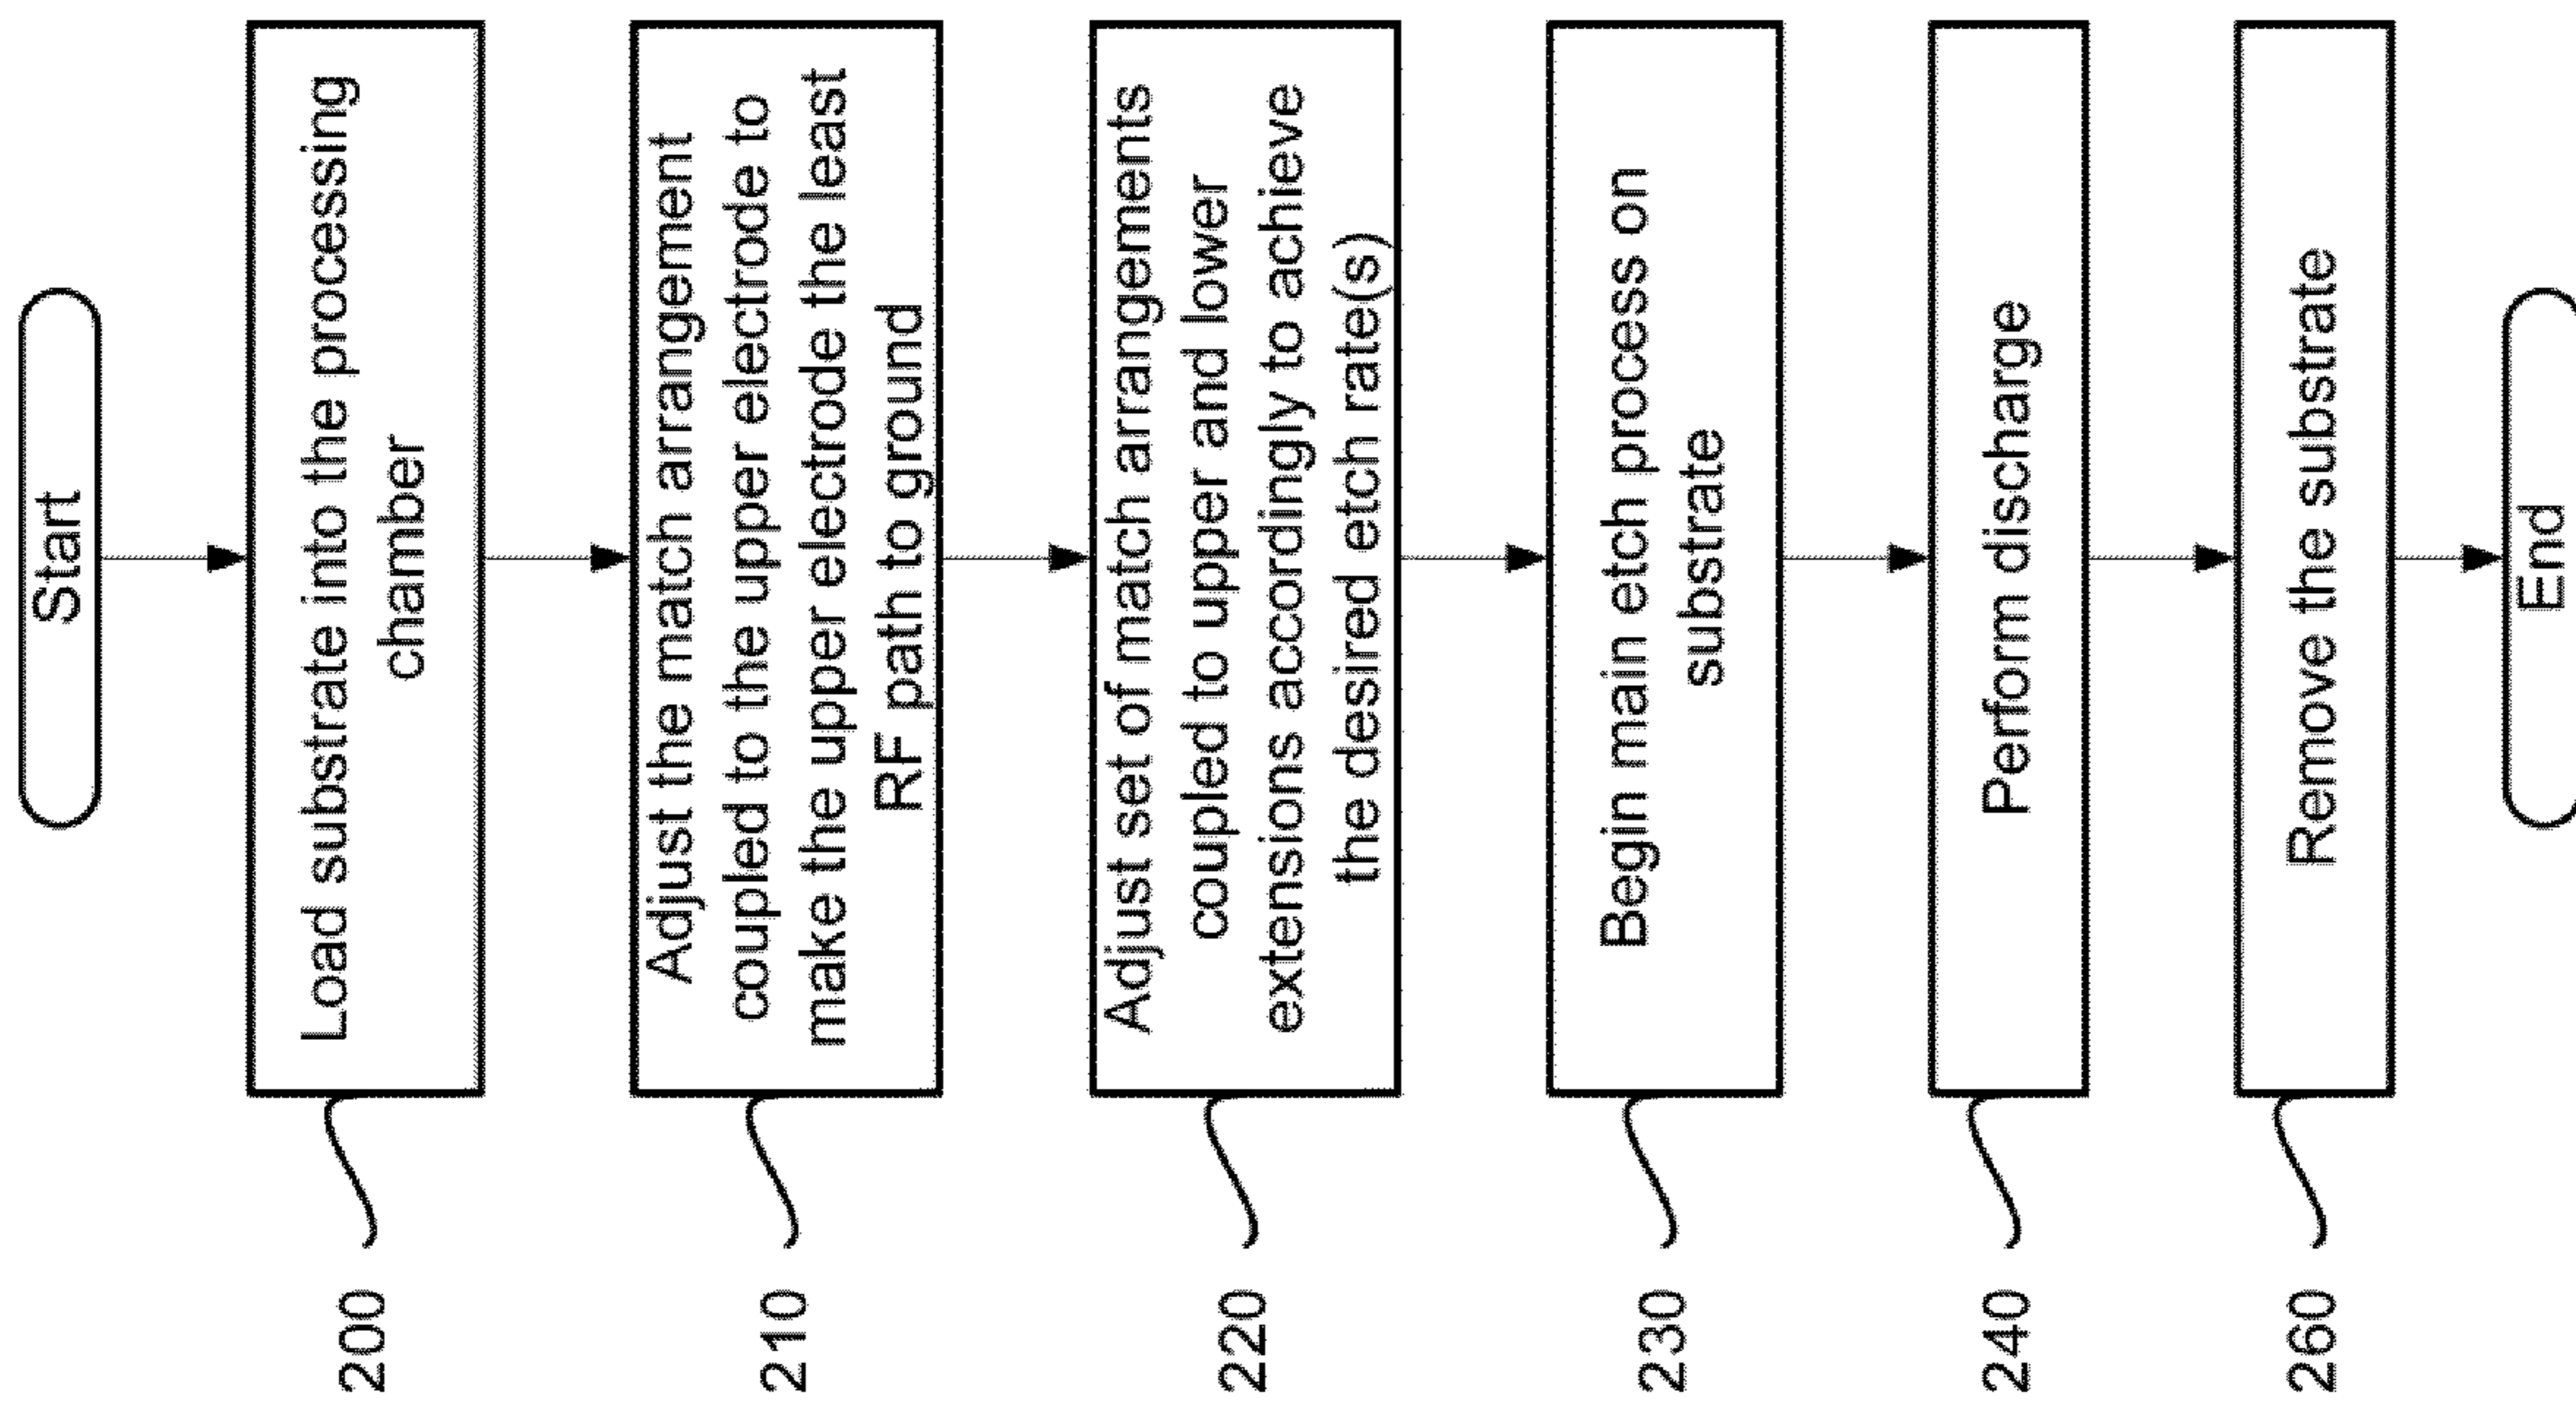 Start
200
Load substrate into the processing
chamber
210
Adjust the match arrangement
coupled to the upper electrode to
make the upper electrode the least
RF path to ground
220
Adjust set of match arrangements
coupled to upper and lower
extensions accordingly to achieve
the desired etch rate(s)
230
Begin main etch process on
substrate
240
Perform discharge
260
Remove the substrate
End